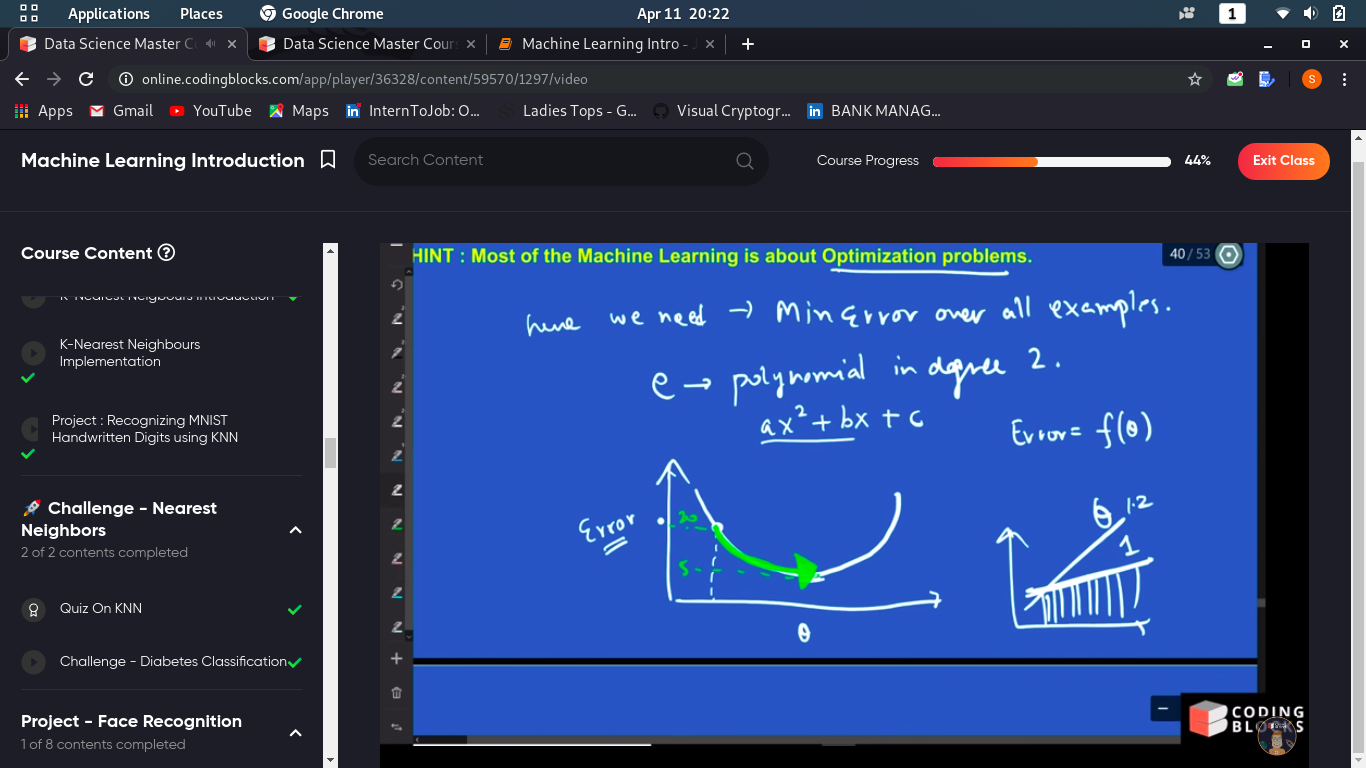 Applications Places Google Chrome Apr 11 20:22 1
Data Science Master Co Data Science Master Cour Machine Learning Intro - J
online.codingblocks.com/app/player/36328/content/59570/1297/video S
Apps Gmail YouTube Maps InternToJob: O... Ladies Tops - G... Visual Cryptogr... BANK MANAG...
Machine Learning Introduction
Search Content
Course Progress 44%
Exit Class
Course Content ?
K-Nearest Neigbours Introduction
K-Nearest Neighbours
Implementation
Project : Recognizing MNIST
Handwritten Digits using KNN
🚀 Challenge - Nearest
Neighbors
2 of 2 contents completed
Quiz On KNN
Challenge - Diabetes Classification
Project - Face Recognition
1 of 8 contents completed
HINT : Most of the Machine Learning is about Optimization problems.
40 / 53
here we need → Min Error over all examples.
e → polynomial in degree 2.
ax² + bx + c
Error = f(θ)
Error
20
5
θ
θ 1.2
1
CODING
BLOCKS